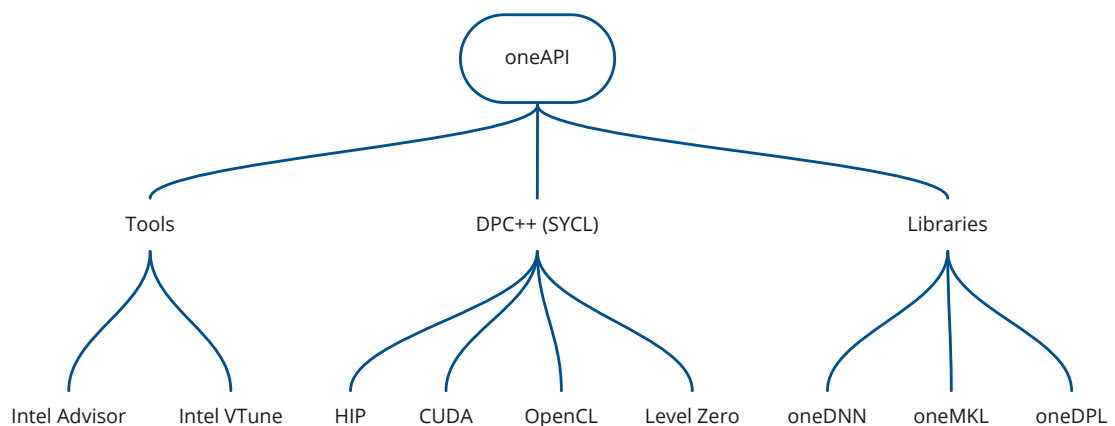 oneAPI
Tools
DPC++ (SYCL)
Libraries
Intel Advisor
Intel VTune
HIP
CUDA
OpenCL
Level Zero
oneDNN
oneMKL
oneDPL